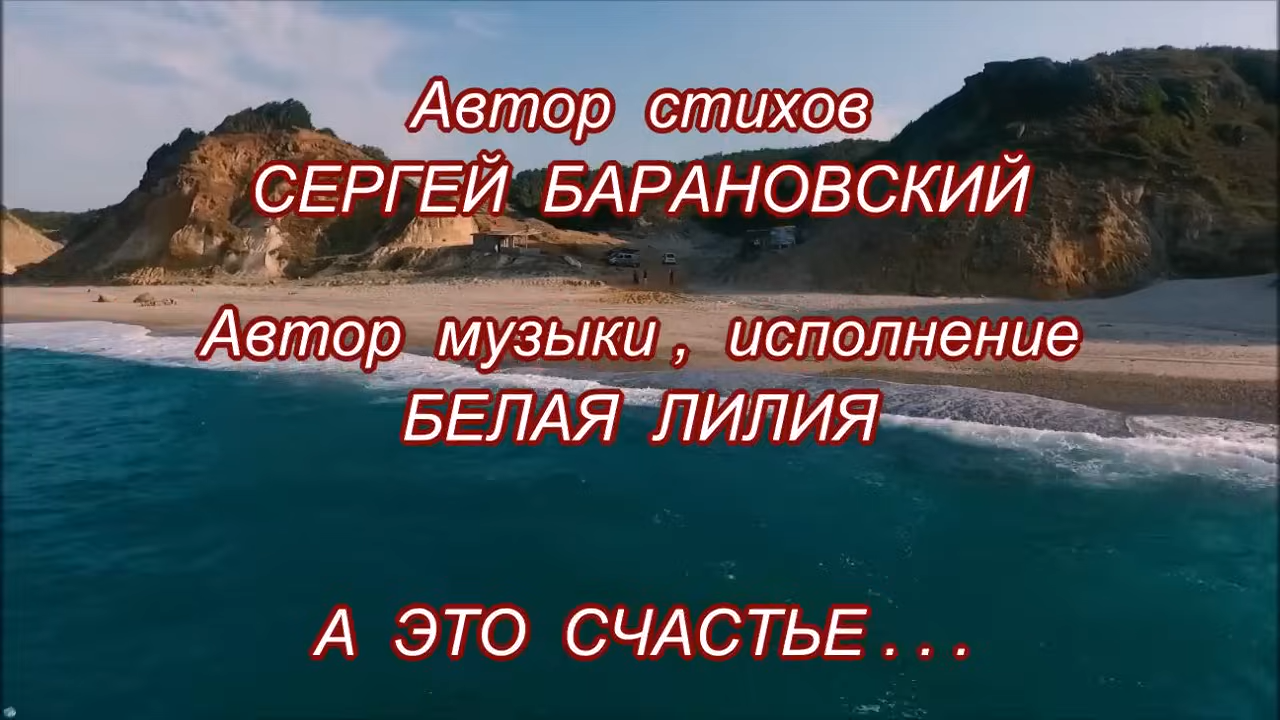 Автор стихов
СЕРГЕЙ БАРАНОВСКИЙ
Автор музыки , исполнение
БЕЛАЯ ЛИЛИЯ
А ЭТО СЧАСТЬЕ . . .